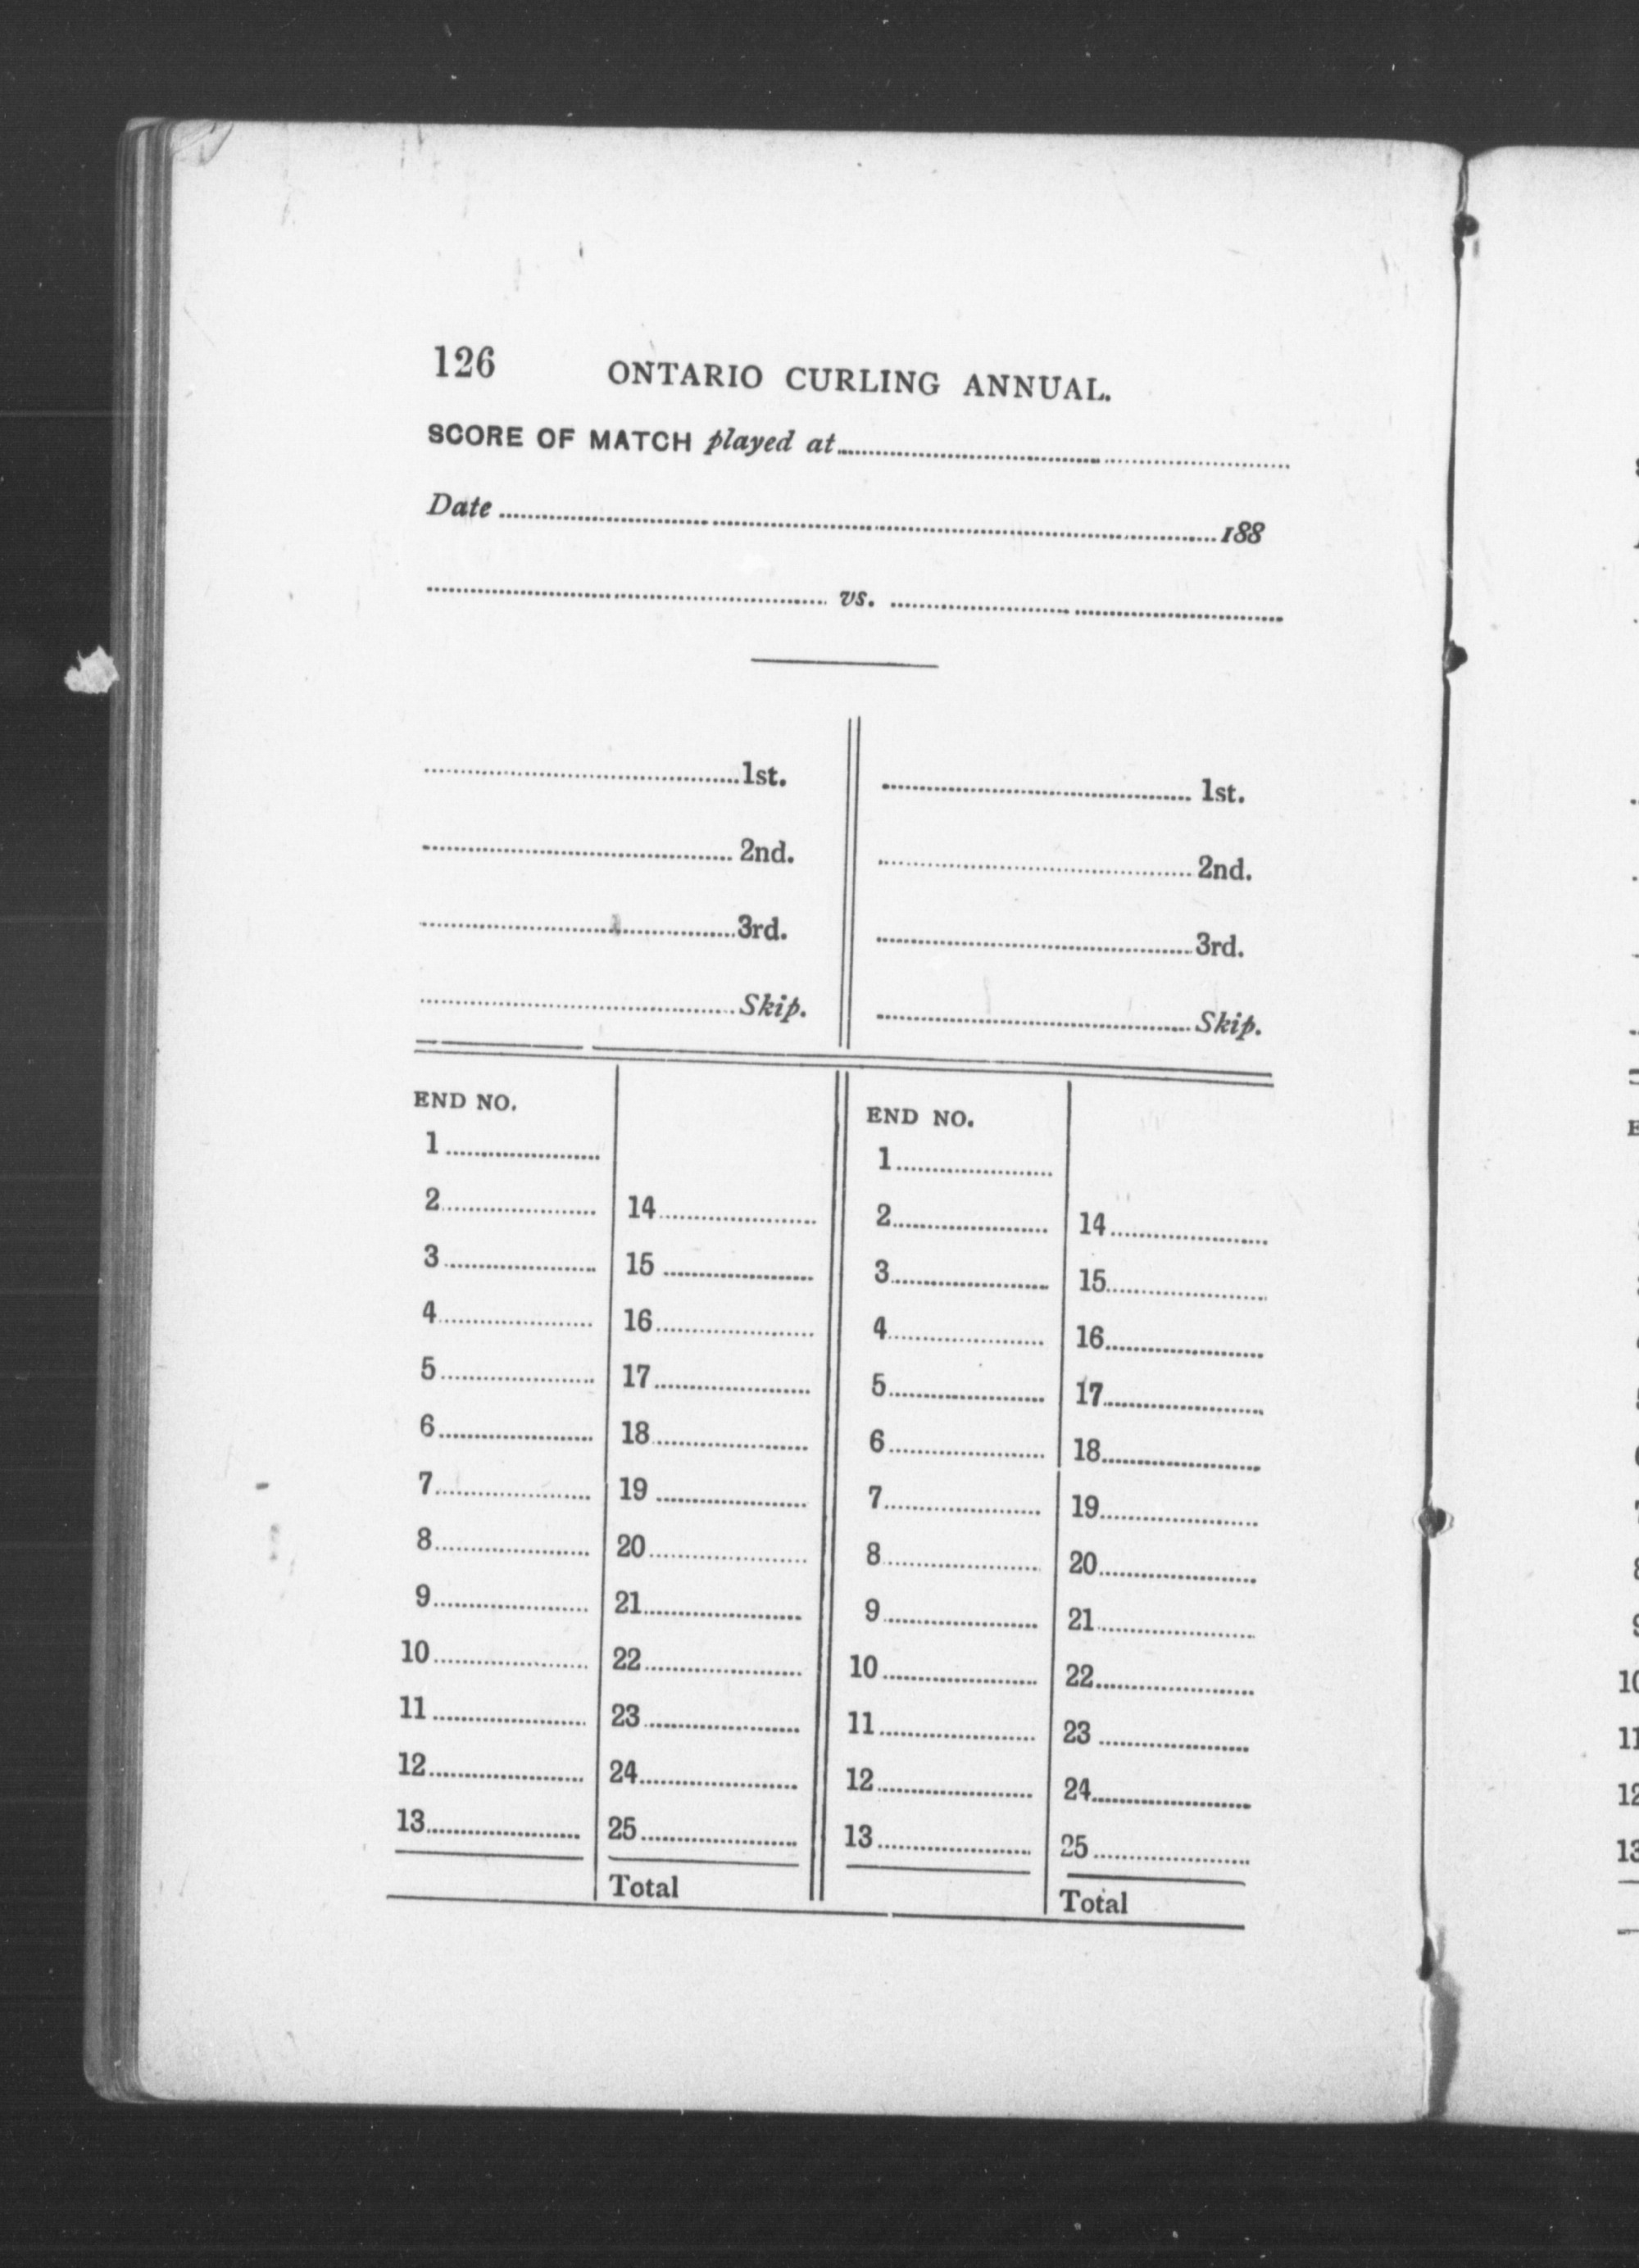 126 ONTARIO CURLING ANNUAL.
SCORE OF MATCH played at
Date 188
vs.
1st. 1st.
2nd. 2nd.
3rd. 3rd.
Skip. Skip.
END NO. END NO.
1 1
2 14 2 14
3 15 3 15
4 16 4 16
5 17 5 17
6 18 6 18
7 19 7 19
8 20 8 20
9 21 9 21
10 22 10 22
11 23 11 23
12 24 12 24
13 25 13 25
Total Total